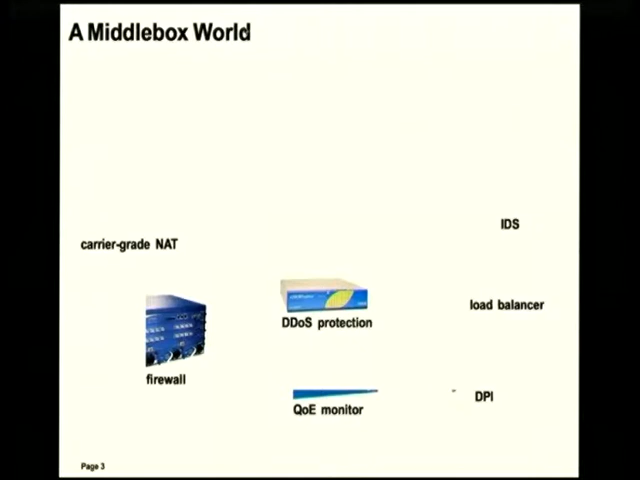 A Middlebox World
IDS
carrier-grade NAT
load balancer
DDoS protection
firewall
DPI
QoE monitor
Page 3